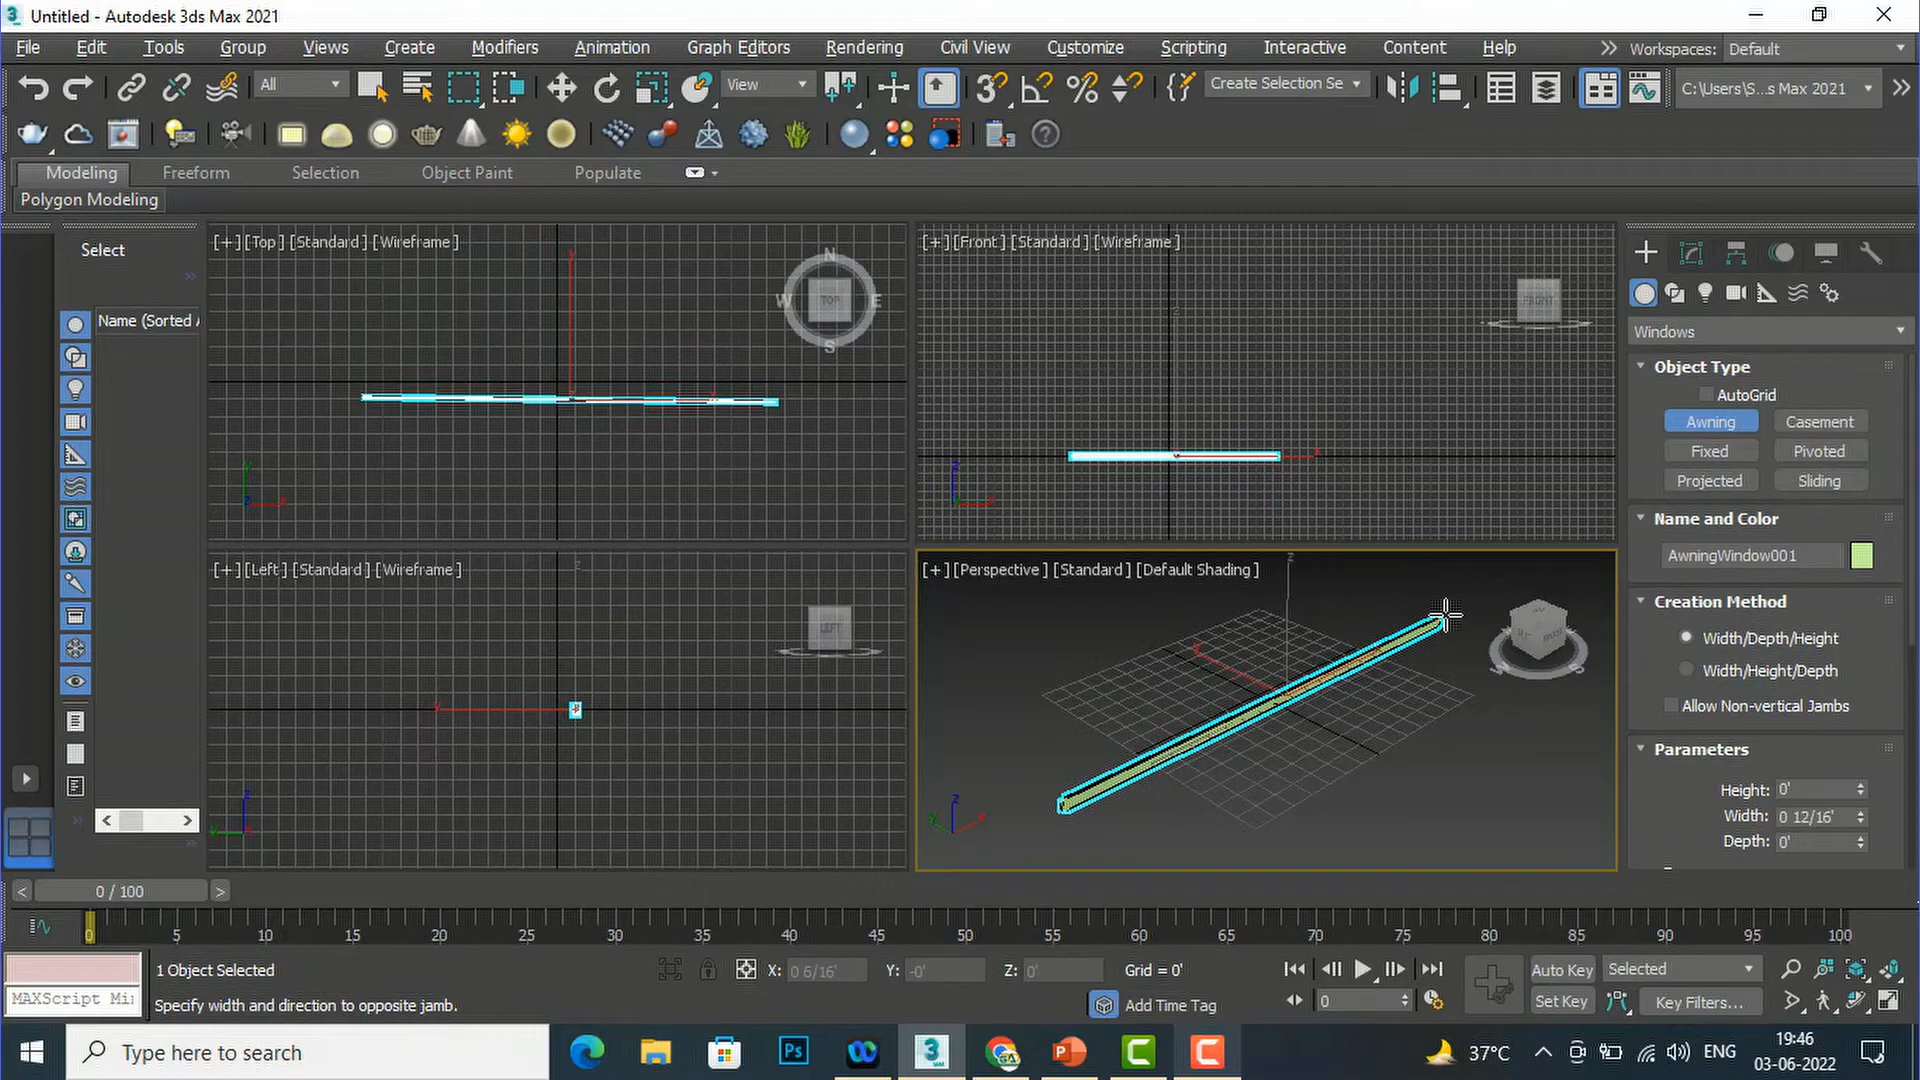 Untitled - Autodesk 3ds Max 2021
File Edit Tools Group Views Create Modifiers Animation Graph Editors Rendering Civil View Customize Scripting Interactive Content Help Workspaces: Default
All View Create Selection Se C:\Users\S...s Max 2021
Modeling Freeform Selection Object Paint Populate
Polygon Modeling
Select
Name (Sorted A
[+][Top][Standard][Wireframe]
N
W TOP E
S
[+][Front][Standard][Wireframe]
FRONT
[+][Left][Standard][Wireframe]
LEFT
[+][Perspective][Standard][Default Shading]
Windows
Object Type
AutoGrid
Awning Casement
Fixed Pivoted
Projected Sliding
Name and Color
AwningWindow001
Creation Method
Width/Depth/Height
Width/Height/Depth
Allow Non-vertical Jambs
Parameters
Height: 0'
Width: 0 12/16'
Depth: 0'
0 / 100
0 5 10 15 20 25 30 35 40 45 50 55 60 65 70 75 80 85 90 95 100
1 Object Selected X: 0 6/16' Y: -0' Z: 0' Grid = 0' Auto Key Selected
MAXScript Mi Specify width and direction to opposite jamb. Add Time Tag 0 Set Key Key Filters...
Type here to search Ps 3 37°C ENG 19:46
03-06-2022